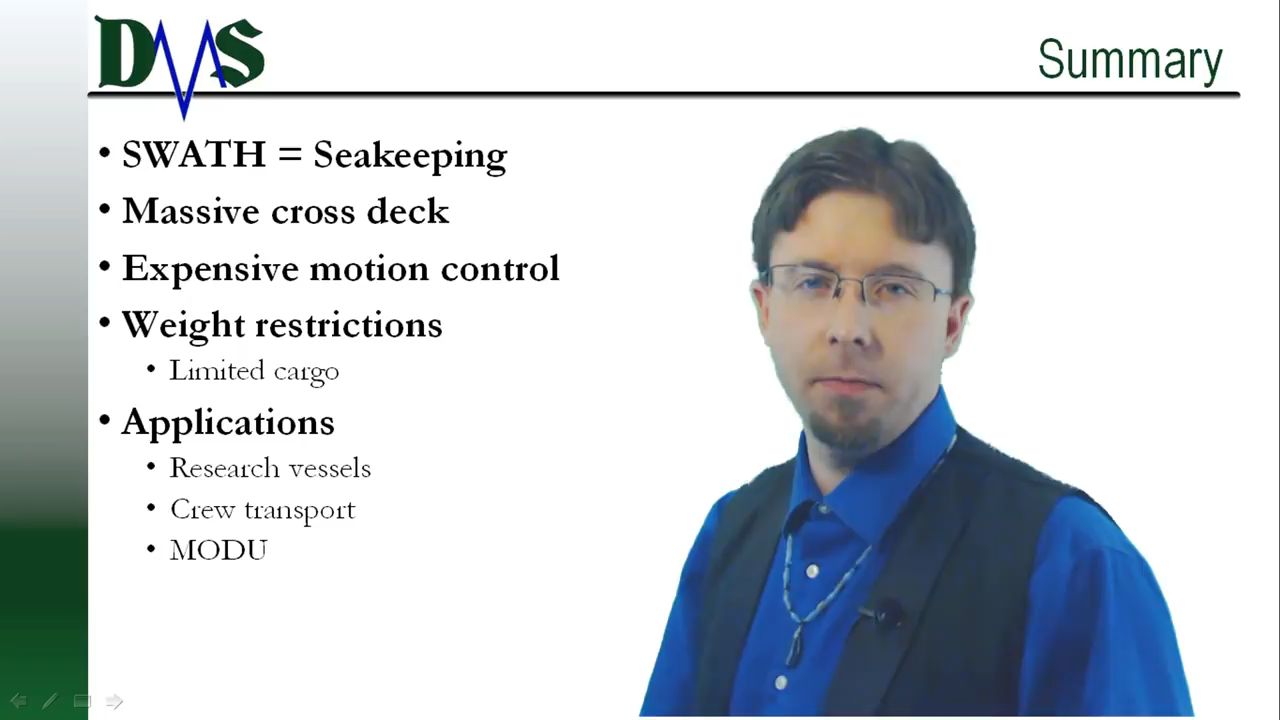 DMS
Summary
• SWATH = Seakeeping
• Massive cross deck
• Expensive motion control
• Weight restrictions
• Limited cargo
• Applications
• Research vessels
• Crew transport
• MODU